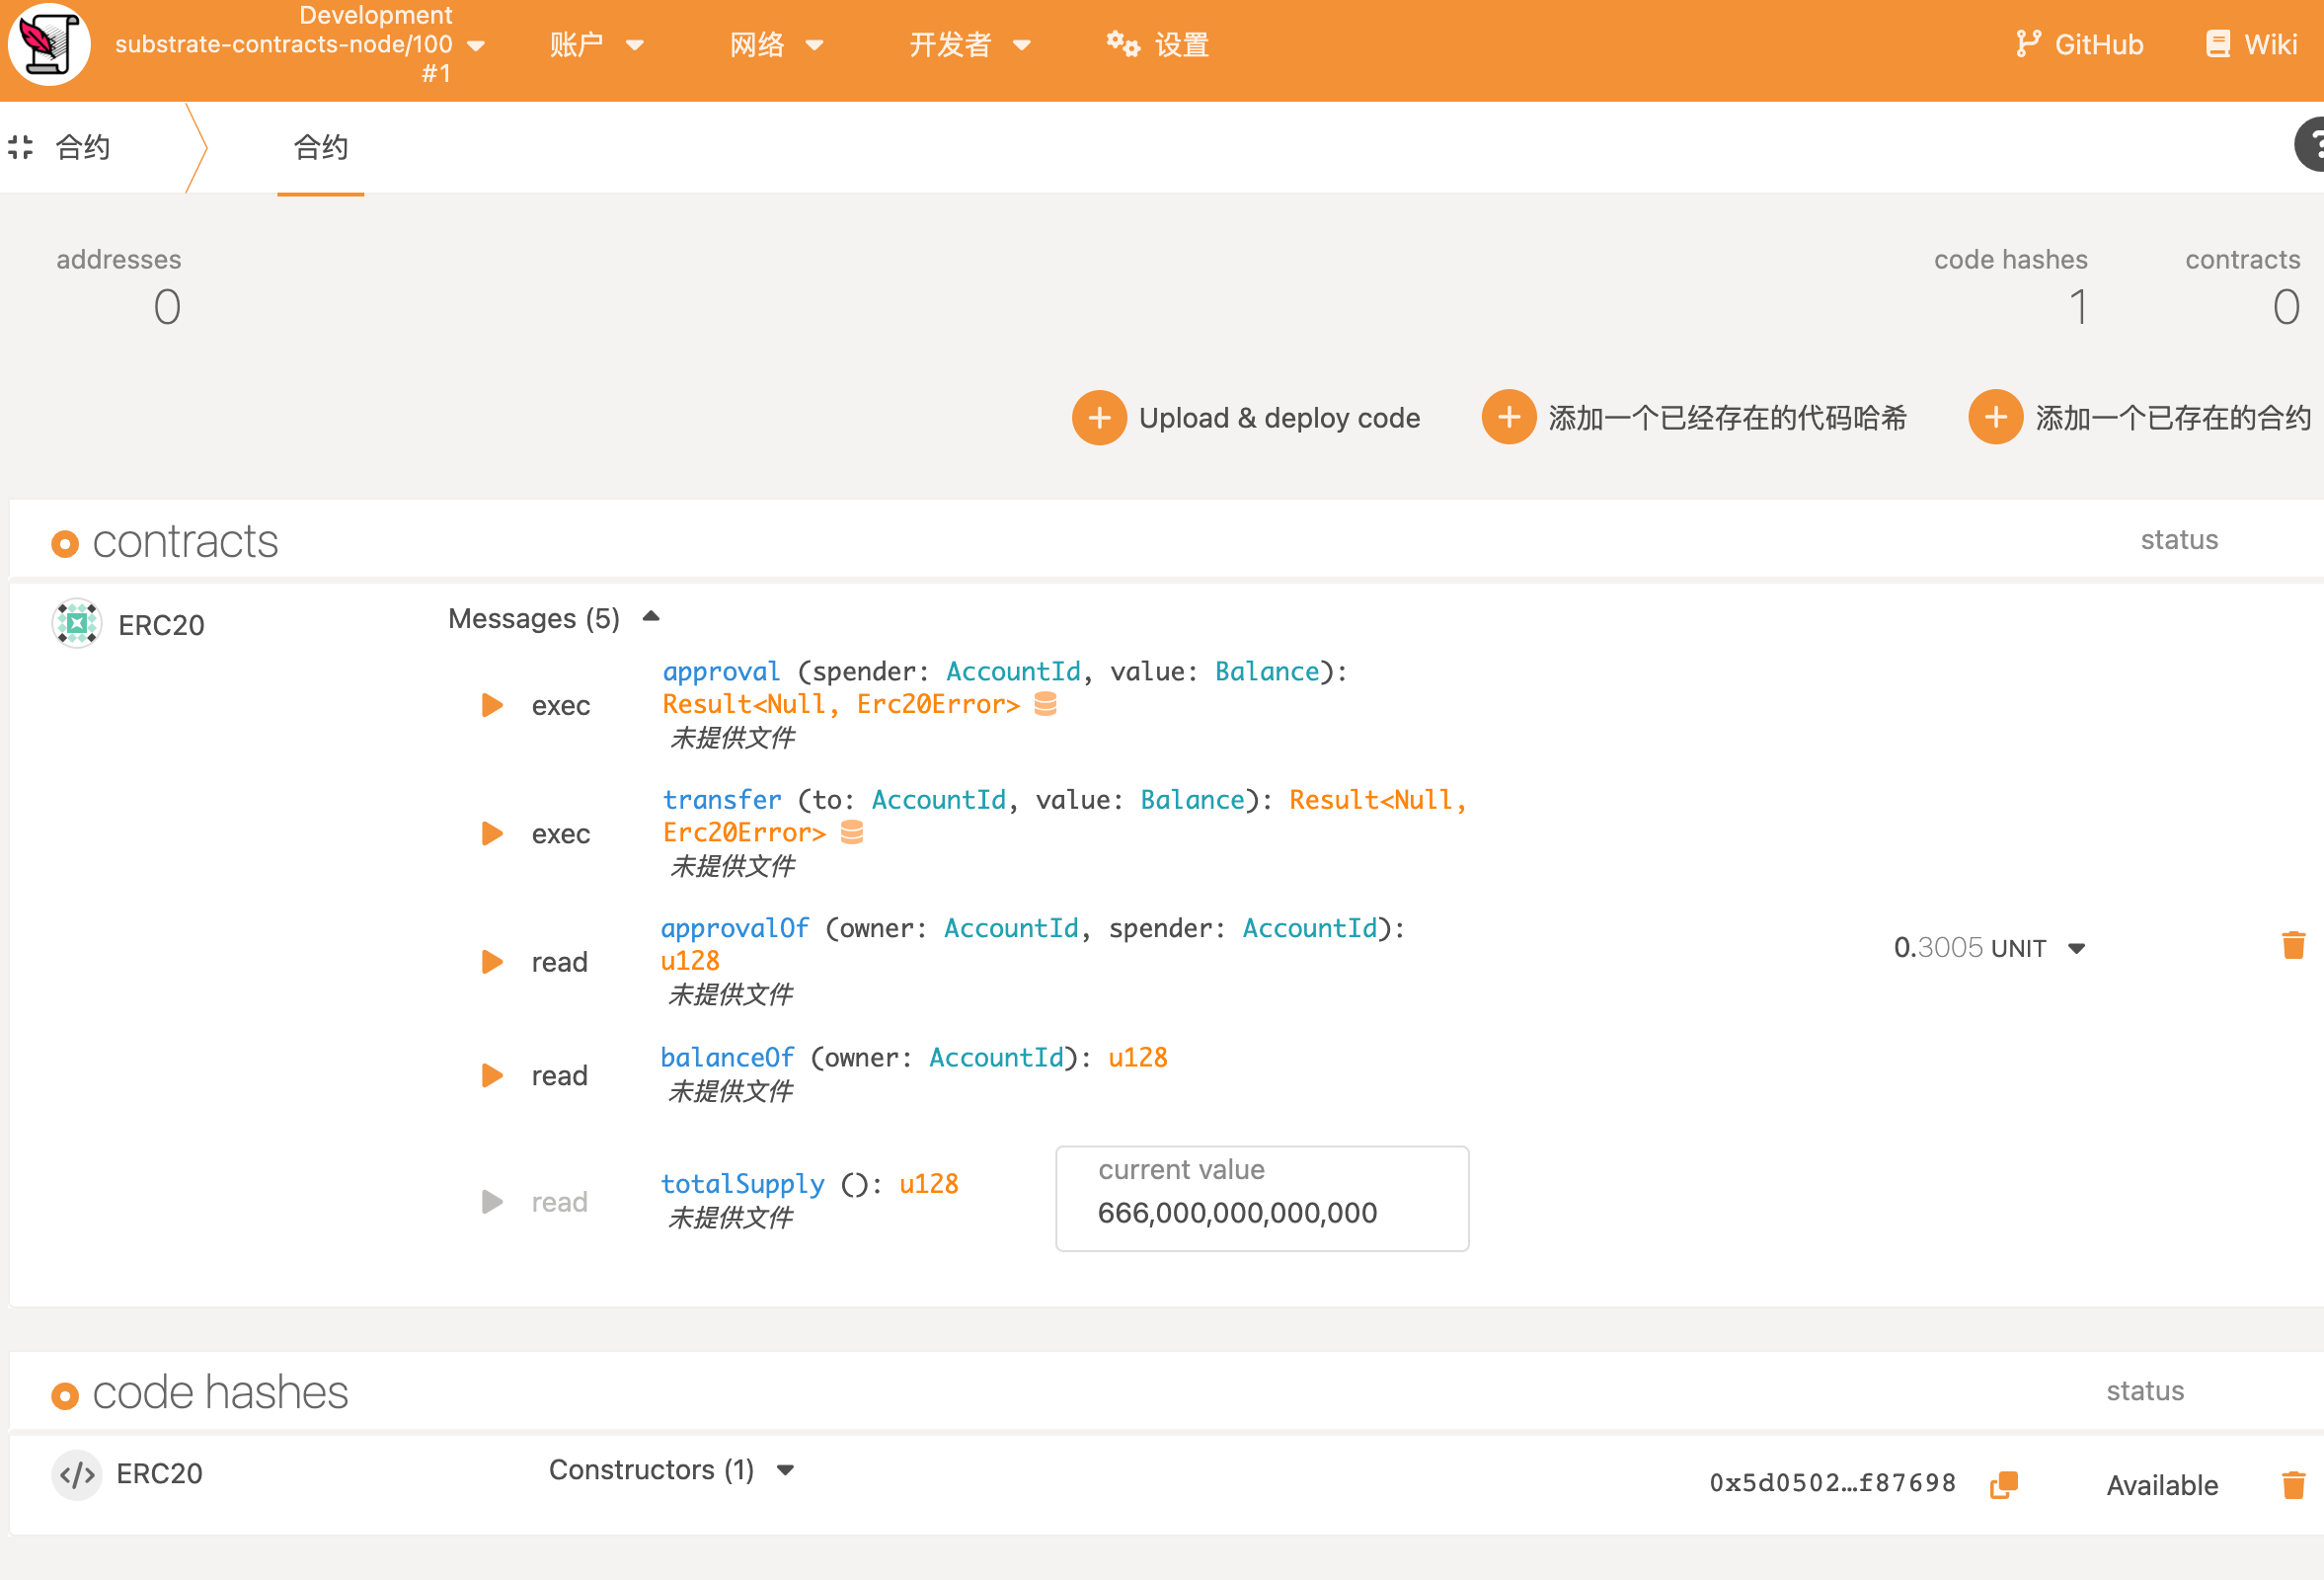 Development
substrate-contracts-node/100
#1
账户
网络
开发者
设置
GitHub
Wiki
合约
合约
?
addresses
0
code hashes
1
contracts
0
Upload & deploy code
添加一个已经存在的代码哈希
添加一个已存在的合约
contracts
status
ERC20
Messages (5)
exec
approval (spender: AccountId, value: Balance):
Result<Null, Erc20Error>
未提供文件
exec
transfer (to: AccountId, value: Balance): Result<Null,
Erc20Error>
未提供文件
read
approvalOf (owner: AccountId, spender: AccountId):
u128
未提供文件
0.3005 UNIT
read
balanceOf (owner: AccountId): u128
未提供文件
read
totalSupply (): u128
未提供文件
current value
666,000,000,000,000
code hashes
status
ERC20
Constructors (1)
0x5d0502…f87698
Available